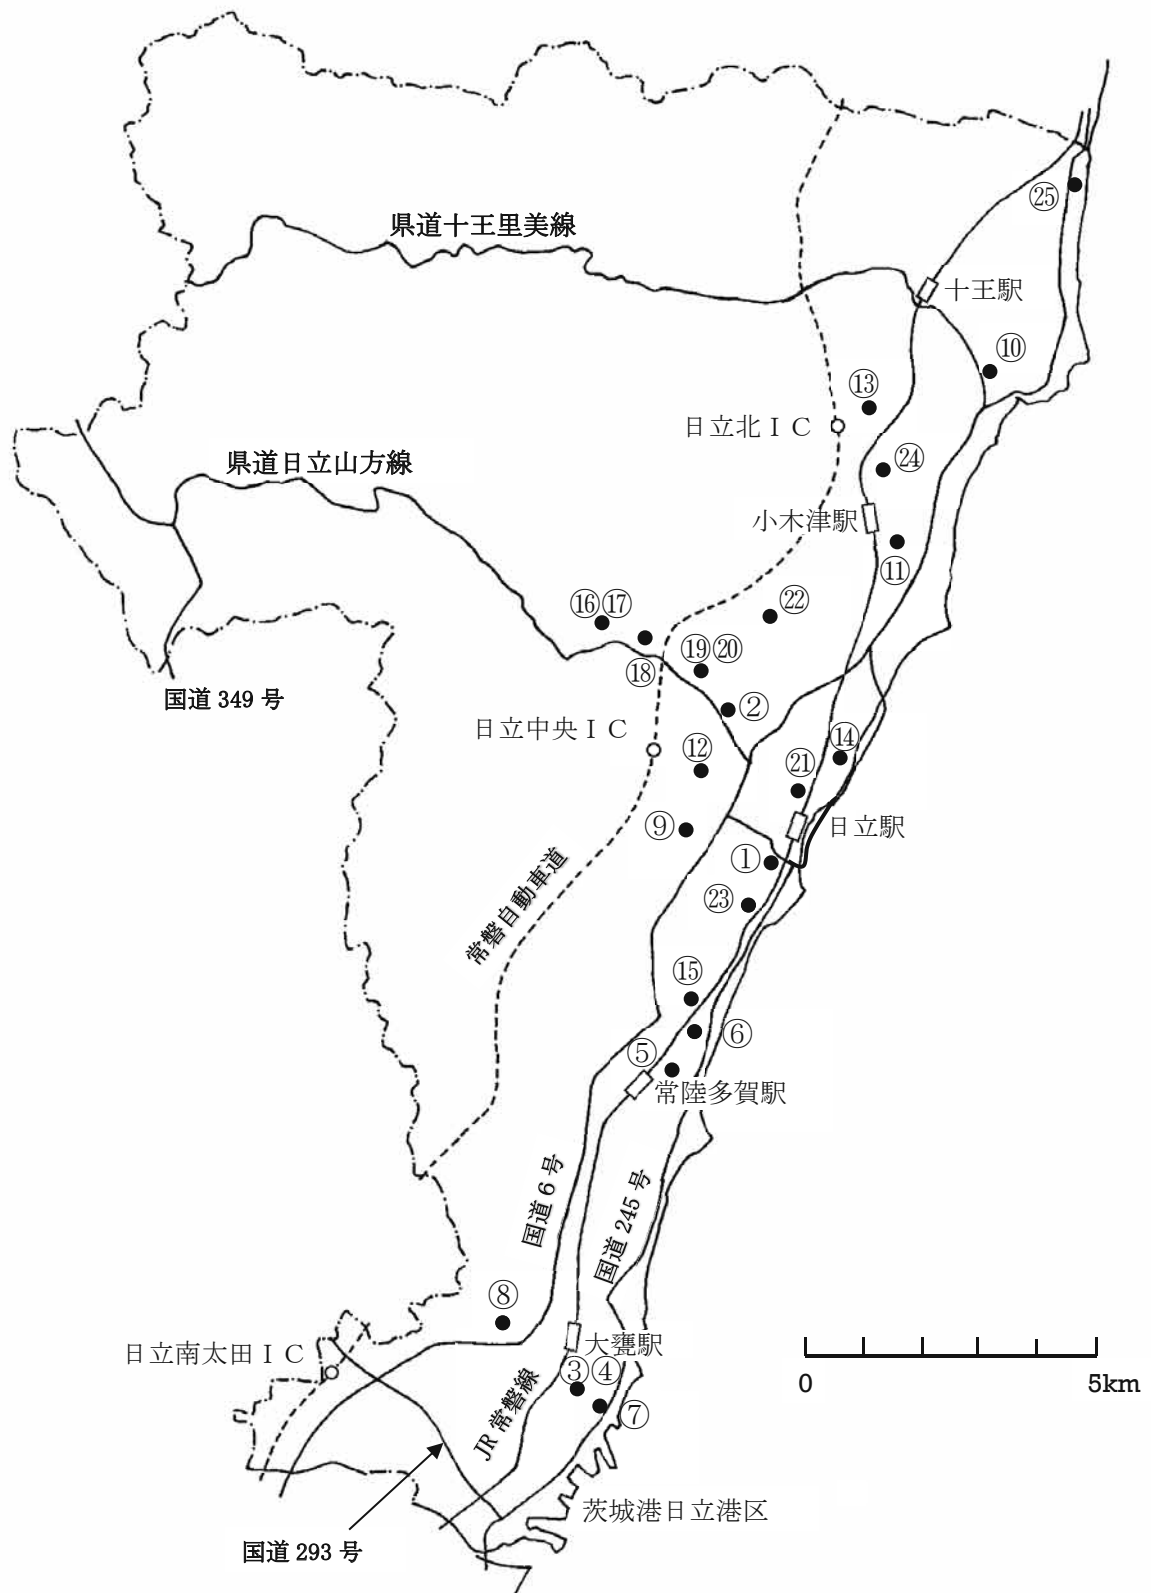 ㉕
県道十王里美線
十王駅
⑩
⑬
日立北ＩＣ
県道日立山方線
㉔
小木津駅
⑪
⑯⑰
㉒
⑲⑳
⑱
国道 349 号
②
日立中央ＩＣ
⑭
⑫
㉑
⑨
日立駅
①
常磐自動車道
㉓
⑮
⑥
⑤
常陸多賀駅
国道 6 号
国道 245 号
⑧
日立南太田ＩＣ
大甕駅
③④
0
5km
⑦
JR 常磐線
茨城港日立港区
国道 293 号